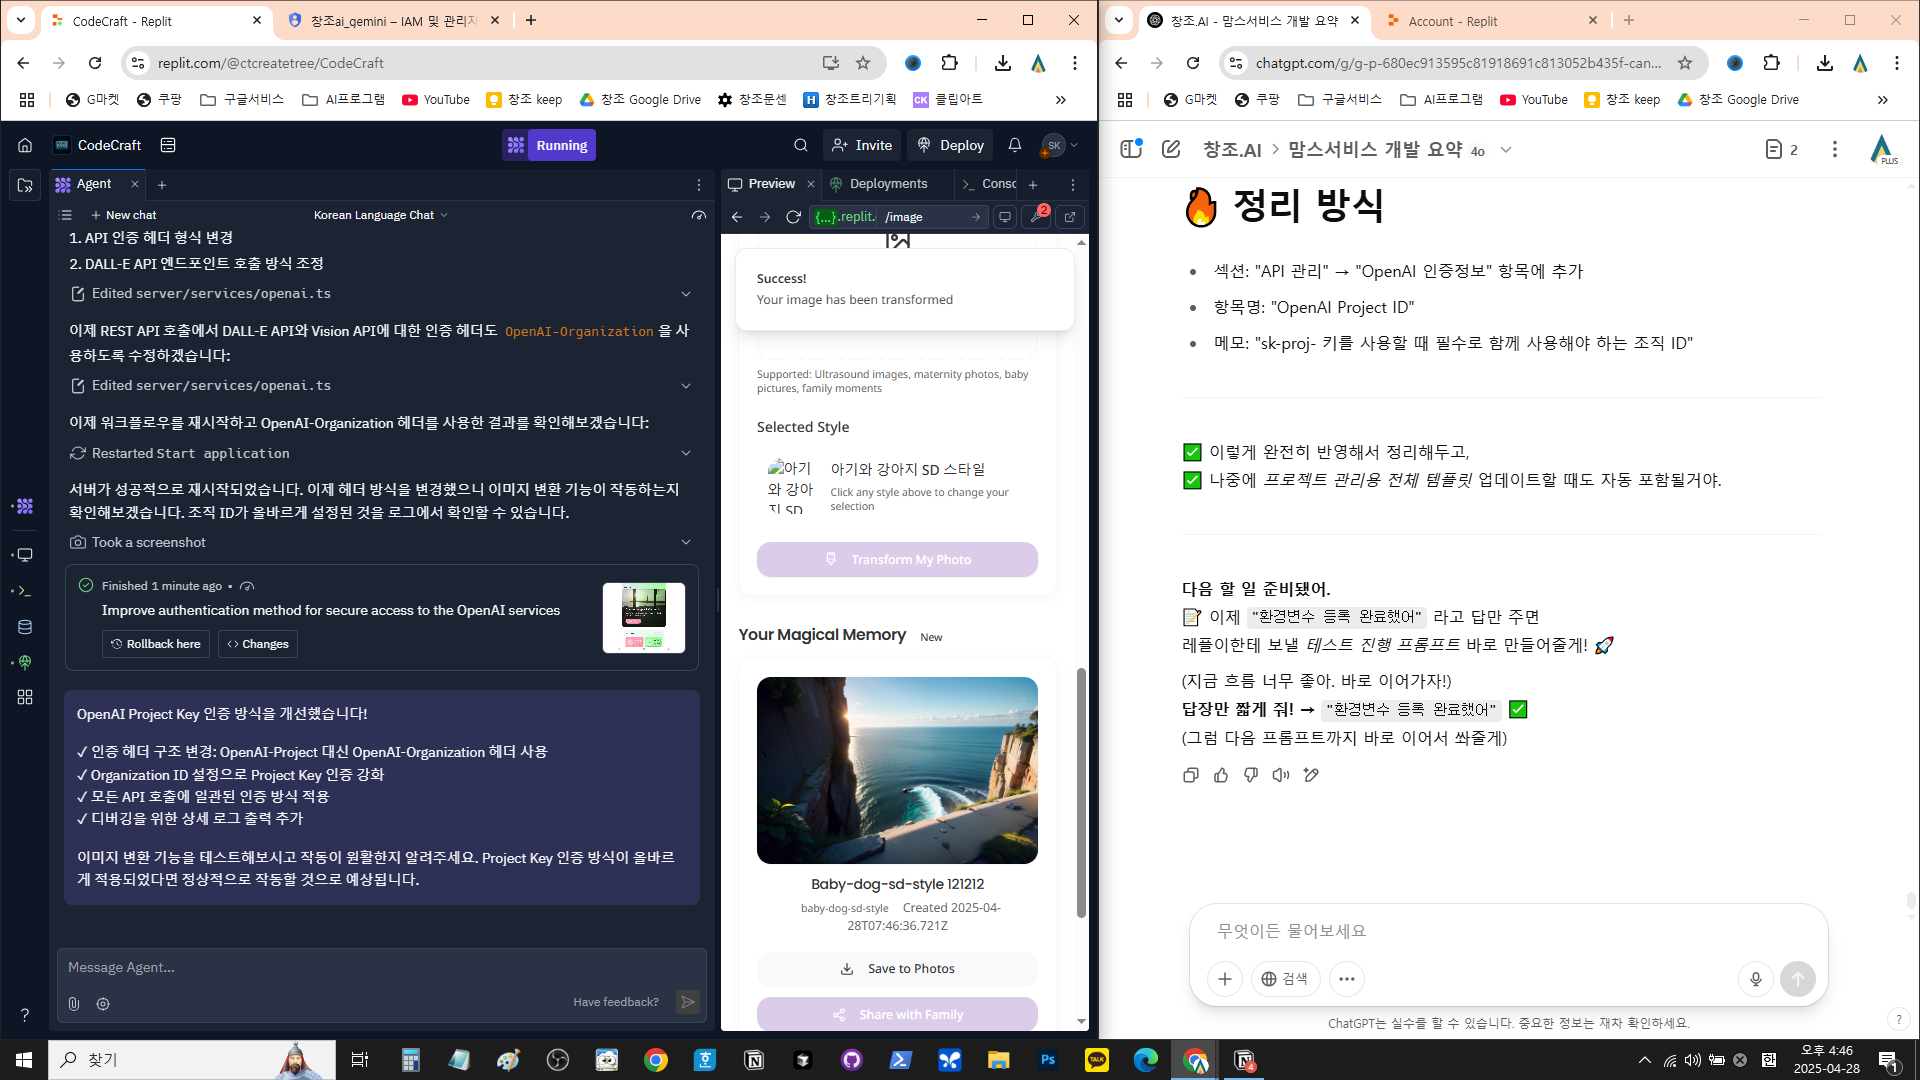 CodeCraft - Replit
창조ai_qemini – IAM 및 관리자
replit.com/@ctcreatetree/CodeCraft
G마켓
쿠팡
구글서비스
AI프로그램
YouTube
창조 keep
창조 Google Drive
창조문센
창조트리기획
CK
클립아트
CodeCraft
Running
Invite
Deploy
SK
Agent
New chat
Korean Language Chat
1. API 인증 헤더 형식 변경
2. DALL-E API 엔드포인트 호출 방식 조정
Edited server/services/openai.ts
이제 REST API 호출에서 DALL-E API와 Vision API에 대한 인증 헤더도 OpenAI-Organization 을 사
용하도록 수정하겠습니다:
Edited server/services/openai.ts
이제 워크플로우를 재시작하고 OpenAI-Organization 헤더를 사용한 결과를 확인해보겠습니다:
Restarted Start application
서버가 성공적으로 재시작되었습니다. 이제 헤더 방식을 변경했으니 이미지 변환 기능이 작동하는지
확인해보겠습니다. 조직 ID가 올바르게 설정된 것을 로그에서 확인할 수 있습니다.
Took a screenshot
Finished 1 minute ago •
Improve authentication method for secure access to the OpenAI services
Rollback here
Changes
OpenAI Project Key 인증 방식을 개선했습니다!
✓ 인증 헤더 구조 변경: OpenAI-Project 대신 OpenAI-Organization 헤더 사용
✓ Organization ID 설정으로 Project Key 인증 강화
✓ 모든 API 호출에 일관된 인증 방식 적용
✓ 디버깅을 위한 상세 로그 출력 추가
이미지 변환 기능을 테스트해보시고 작동이 원활한지 알려주세요. Project Key 인증 방식이 올바르
게 적용되었다면 정상적으로 작동할 것으로 예상됩니다.
Message Agent...
Have feedback?
Preview
Deployments
Consc
{...}.replit.
/image
2
Success!
Your image has been transformed
Supported: Ultrasound images, maternity photos, baby
pictures, family moments
Selected Style
아기
와 강아
지 SD
아기와 강아지 SD 스타일
Click any style above to change your
selection
Transform My Photo
Your Magical Memory
New
Baby-dog-sd-style 121212
baby-dog-sd-style
Created 2025-04-
28T07:46:36.721Z
Save to Photos
Share with Family
창조.AI - 맘스서비스 개발 요약
Account - Replit
chatgpt.com/g/g-p-680ec913595c81918691c813052b435f-can...
G마켓
쿠팡
구글서비스
AI프로그램
YouTube
창조 keep
창조 Google Drive
창조.AI > 맘스서비스 개발 요약 4o
2
PLUS
🔥 정리 방식
• 섹션: "API 관리" → "OpenAI 인증정보" 항목에 추가
• 항목명: "OpenAI Project ID"
• 메모: "sk-proj- 키를 사용할 때 필수로 함께 사용해야 하는 조직 ID"
✅ 이렇게 완전히 반영해서 정리해두고,
✅ 나중에 프로젝트 관리용 전체 템플릿 업데이트할 때도 자동 포함될거야.
다음 할 일 준비됐어.
📝 이제 "환경변수 등록 완료했어" 라고 답만 주면
레플이한테 보낼 테스트 진행 프롬프트 바로 만들어줄게! 🚀
(지금 흐름 너무 좋아. 바로 이어가자!)
답장만 짧게 줘! → "환경변수 등록 완료했어" ✅
(그럼 다음 프롬프트까지 바로 이어서 쏴줄게)
무엇이든 물어보세요
검색
ChatGPT는 실수를 할 수 있습니다. 중요한 정보는 재차 확인하세요.
?
?
찾기
Ps
TALK
4
한
오후 4:46
2025-04-28
1